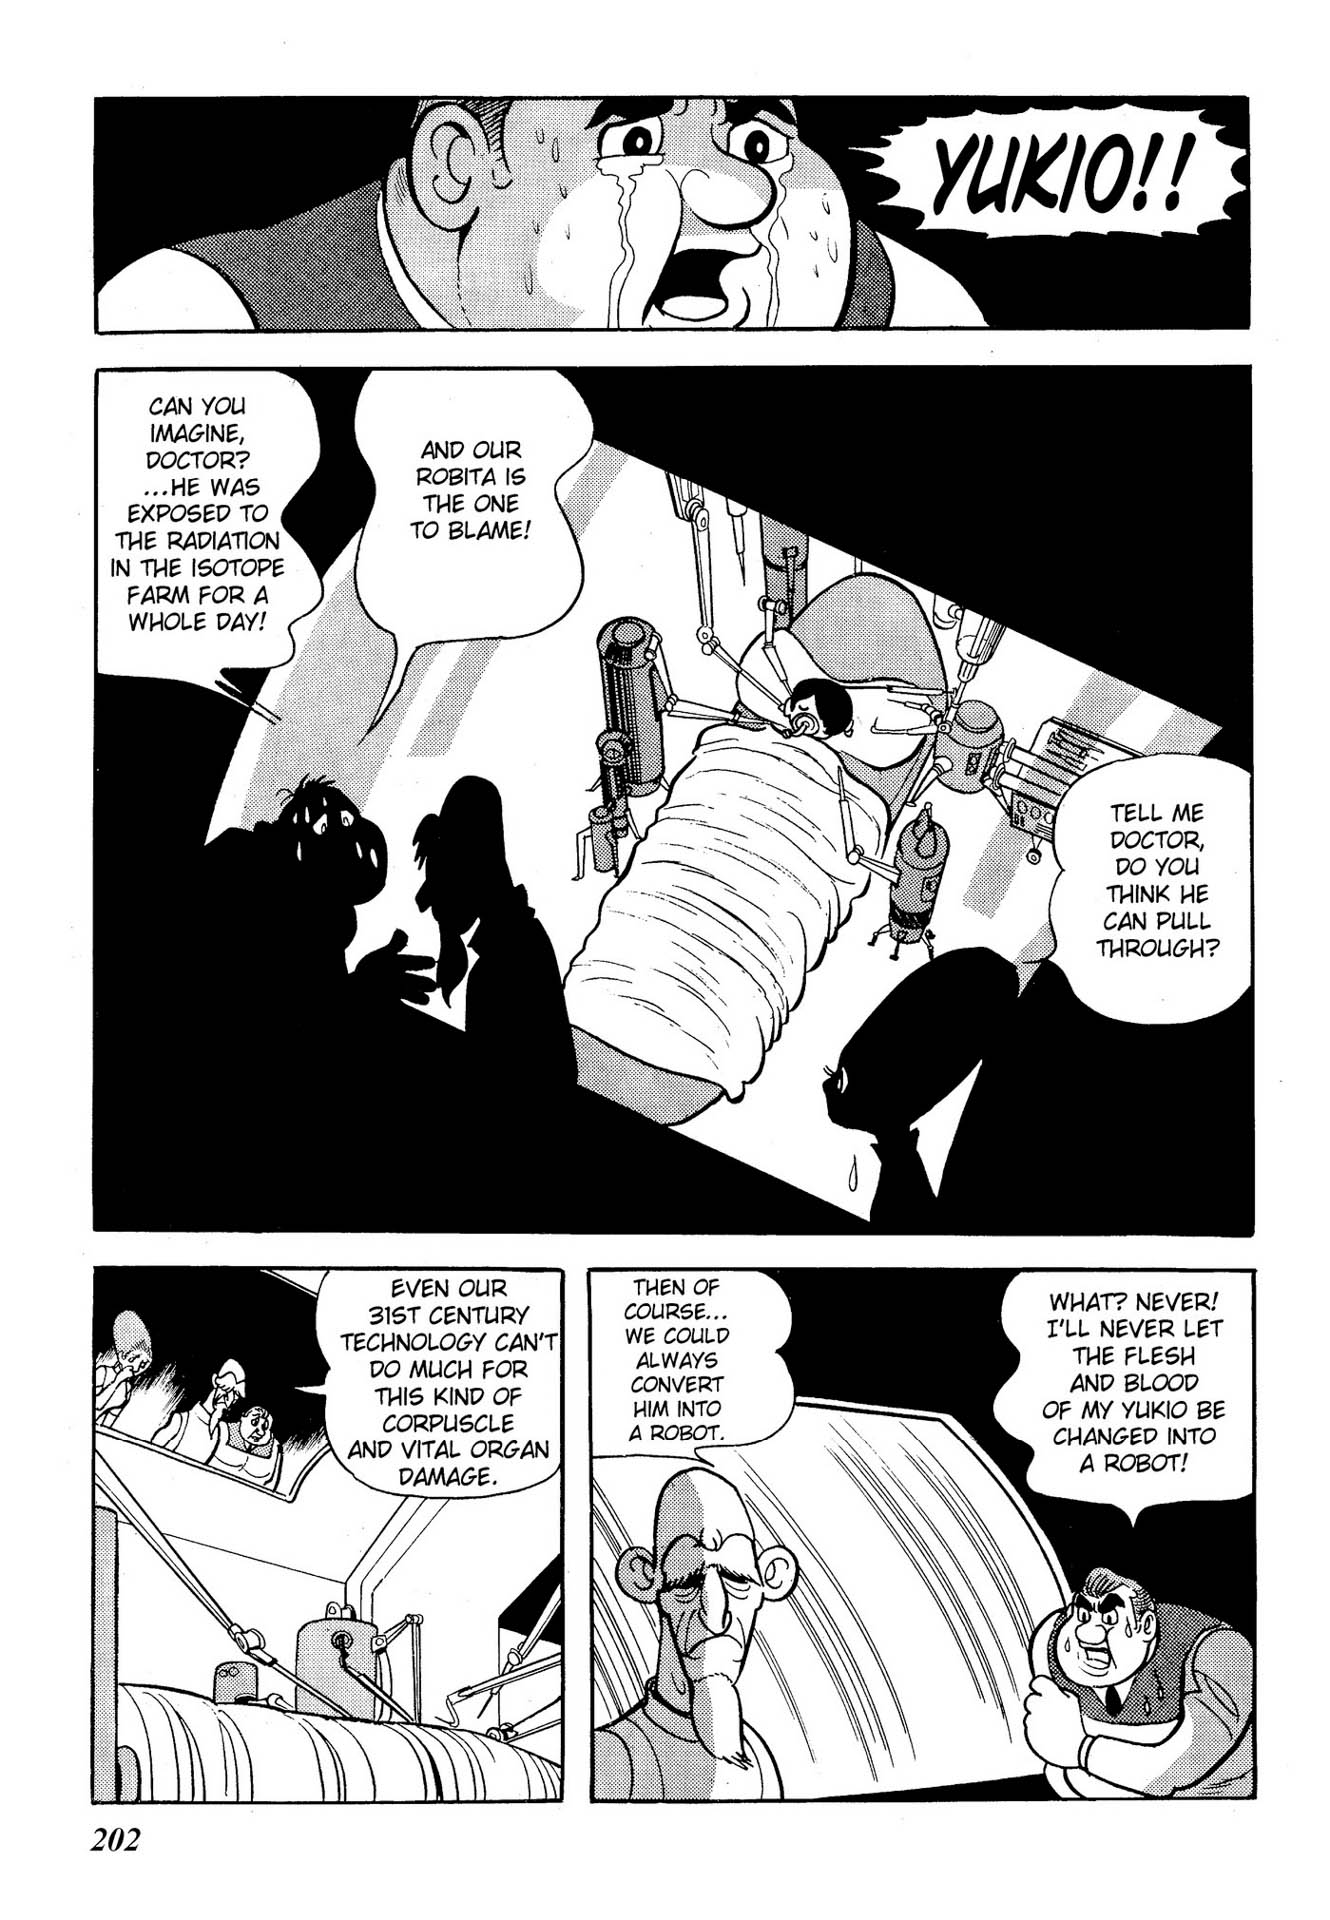 YUKIO!!
CAN YOU
IMAGINE,
DOCTOR?
...HE WAS
EXPOSED TO
THE RADIATION
IN THE ISOTOPE
FARM FOR A
WHOLE DAY!
AND OUR
ROBITA IS
THE ONE
TO BLAME!
TELL ME
DOCTOR,
DO YOU
THINK HE
CAN PULL
THROUGH?
EVEN OUR
31ST CENTURY
TECHNOLOGY CAN'T
DO MUCH FOR
THIS KIND OF
CORPUSCLE
AND VITAL ORGAN
DAMAGE.
THEN OF
COURSE...
WE COULD
ALWAYS
CONVERT
HIM INTO
A ROBOT.
WHAT? NEVER!
I'LL NEVER LET
THE FLESH
AND BLOOD
OF MY YUKIO BE
CHANGED INTO
A ROBOT!
202